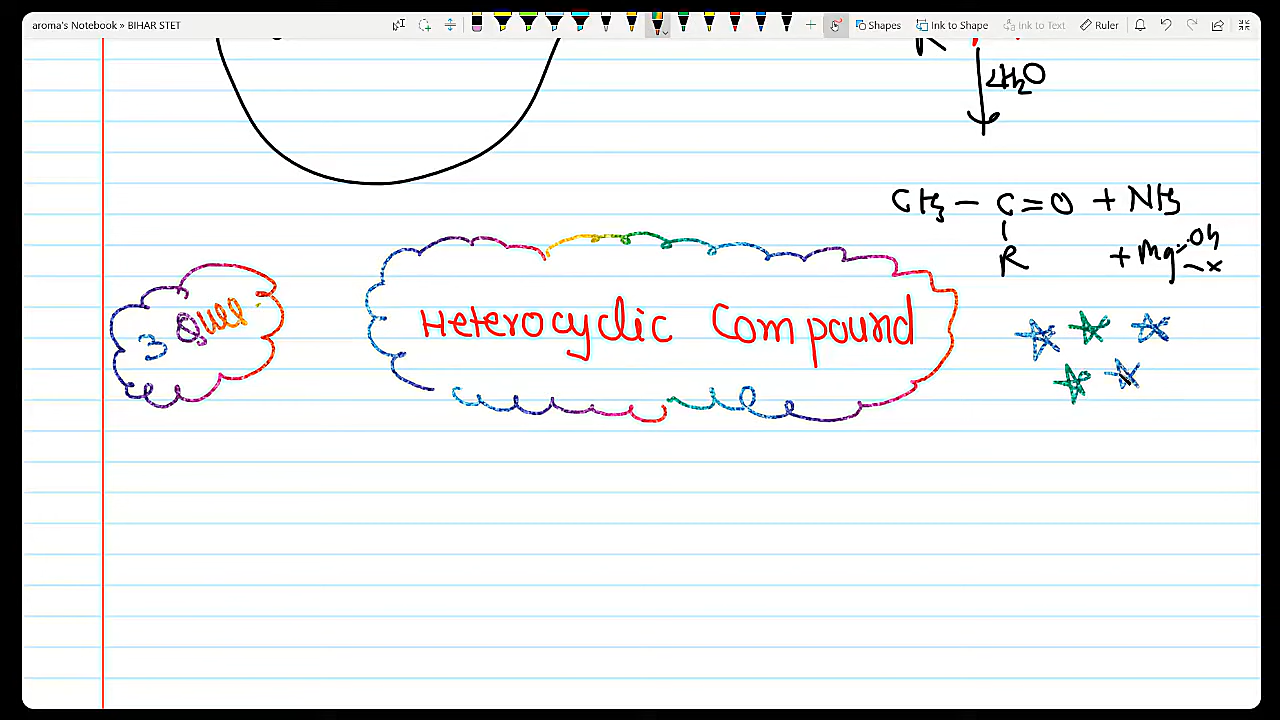 aroma's Notebook » BIHAR STET
Shapes Ink to Shape Ink to Text Ruler
R
H2O
CH3 – C = O + NH3
R + Mg OH
X
3 Que
Heterocyclic Compound